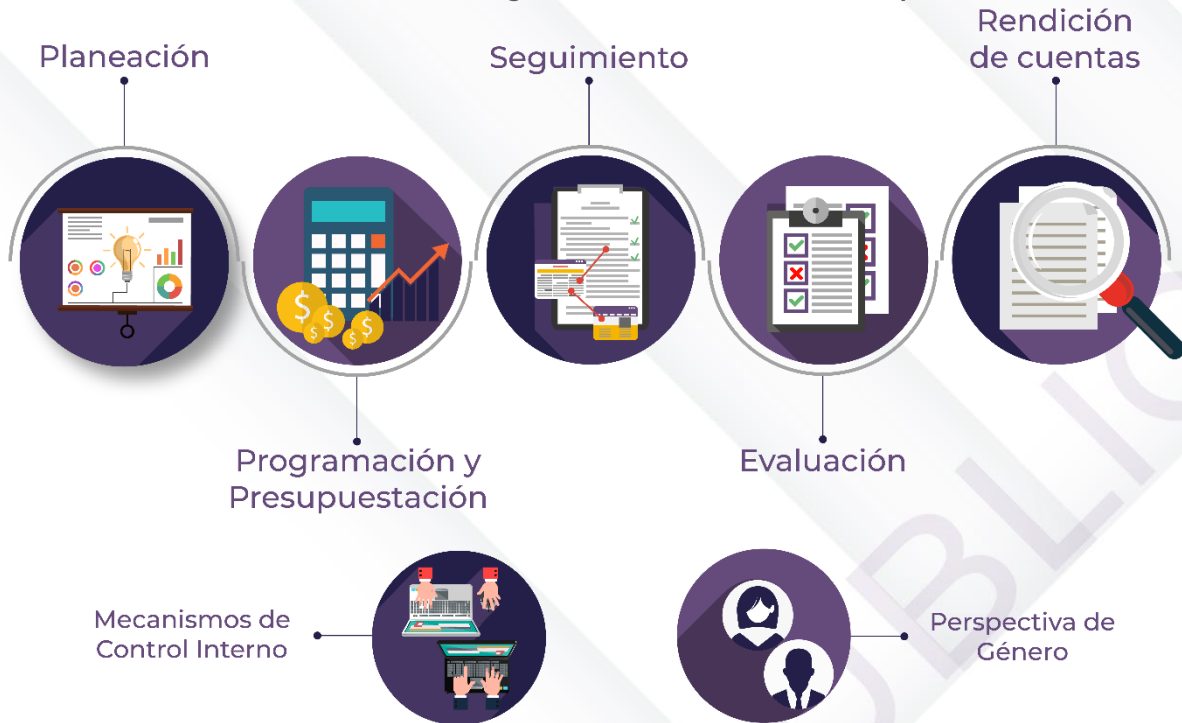 Planeación
Seguimiento
Rendición
de cuentas
Programación y
Presupuestación
Evaluación
Mecanismos de
Control Interno
Perspectiva de
Género